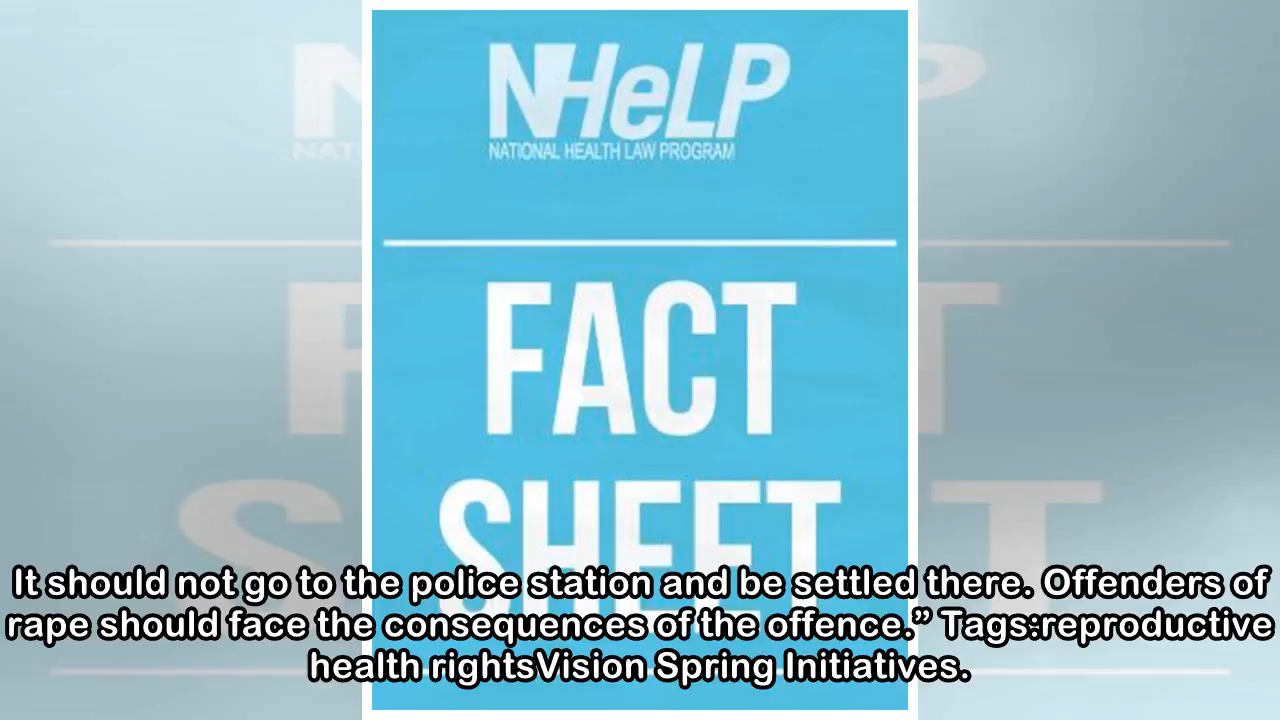 NHeLP
NATIONAL HEALTH LAW PROGRAM
FACT
SHEET
It should not go to the police station and be settled there. Offenders of
rape should face the consequences of the offence.” Tags:reproductive
health rightsVision Spring Initiatives.